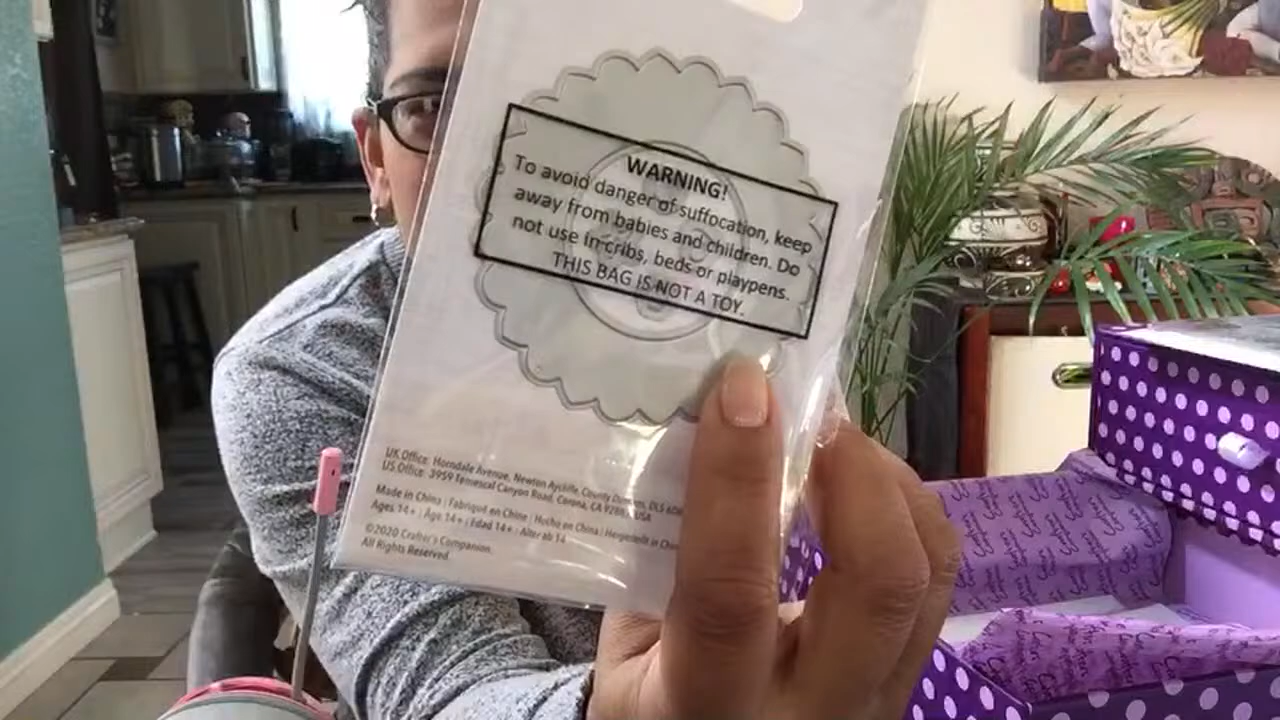 WARNING!
To avoid danger of suffocation, keep
away from babies and children. Do
not use in cribs, beds or playpens.
THIS BAG IS NOT A TOY.
UK Office: Horndale Avenue, Newton Aycliffe, County Durham, DL5
US Office: 3959 Temescal Canyon Road, Corona, CA USA
Made in China | Fabriqué en Chine | Hecho en China | Hergestellt in
Ages 14+ | Âge 14+ | Edad 14+ | Alter ab 14
©2020 Crafter's Companion.
All Rights Reserved.